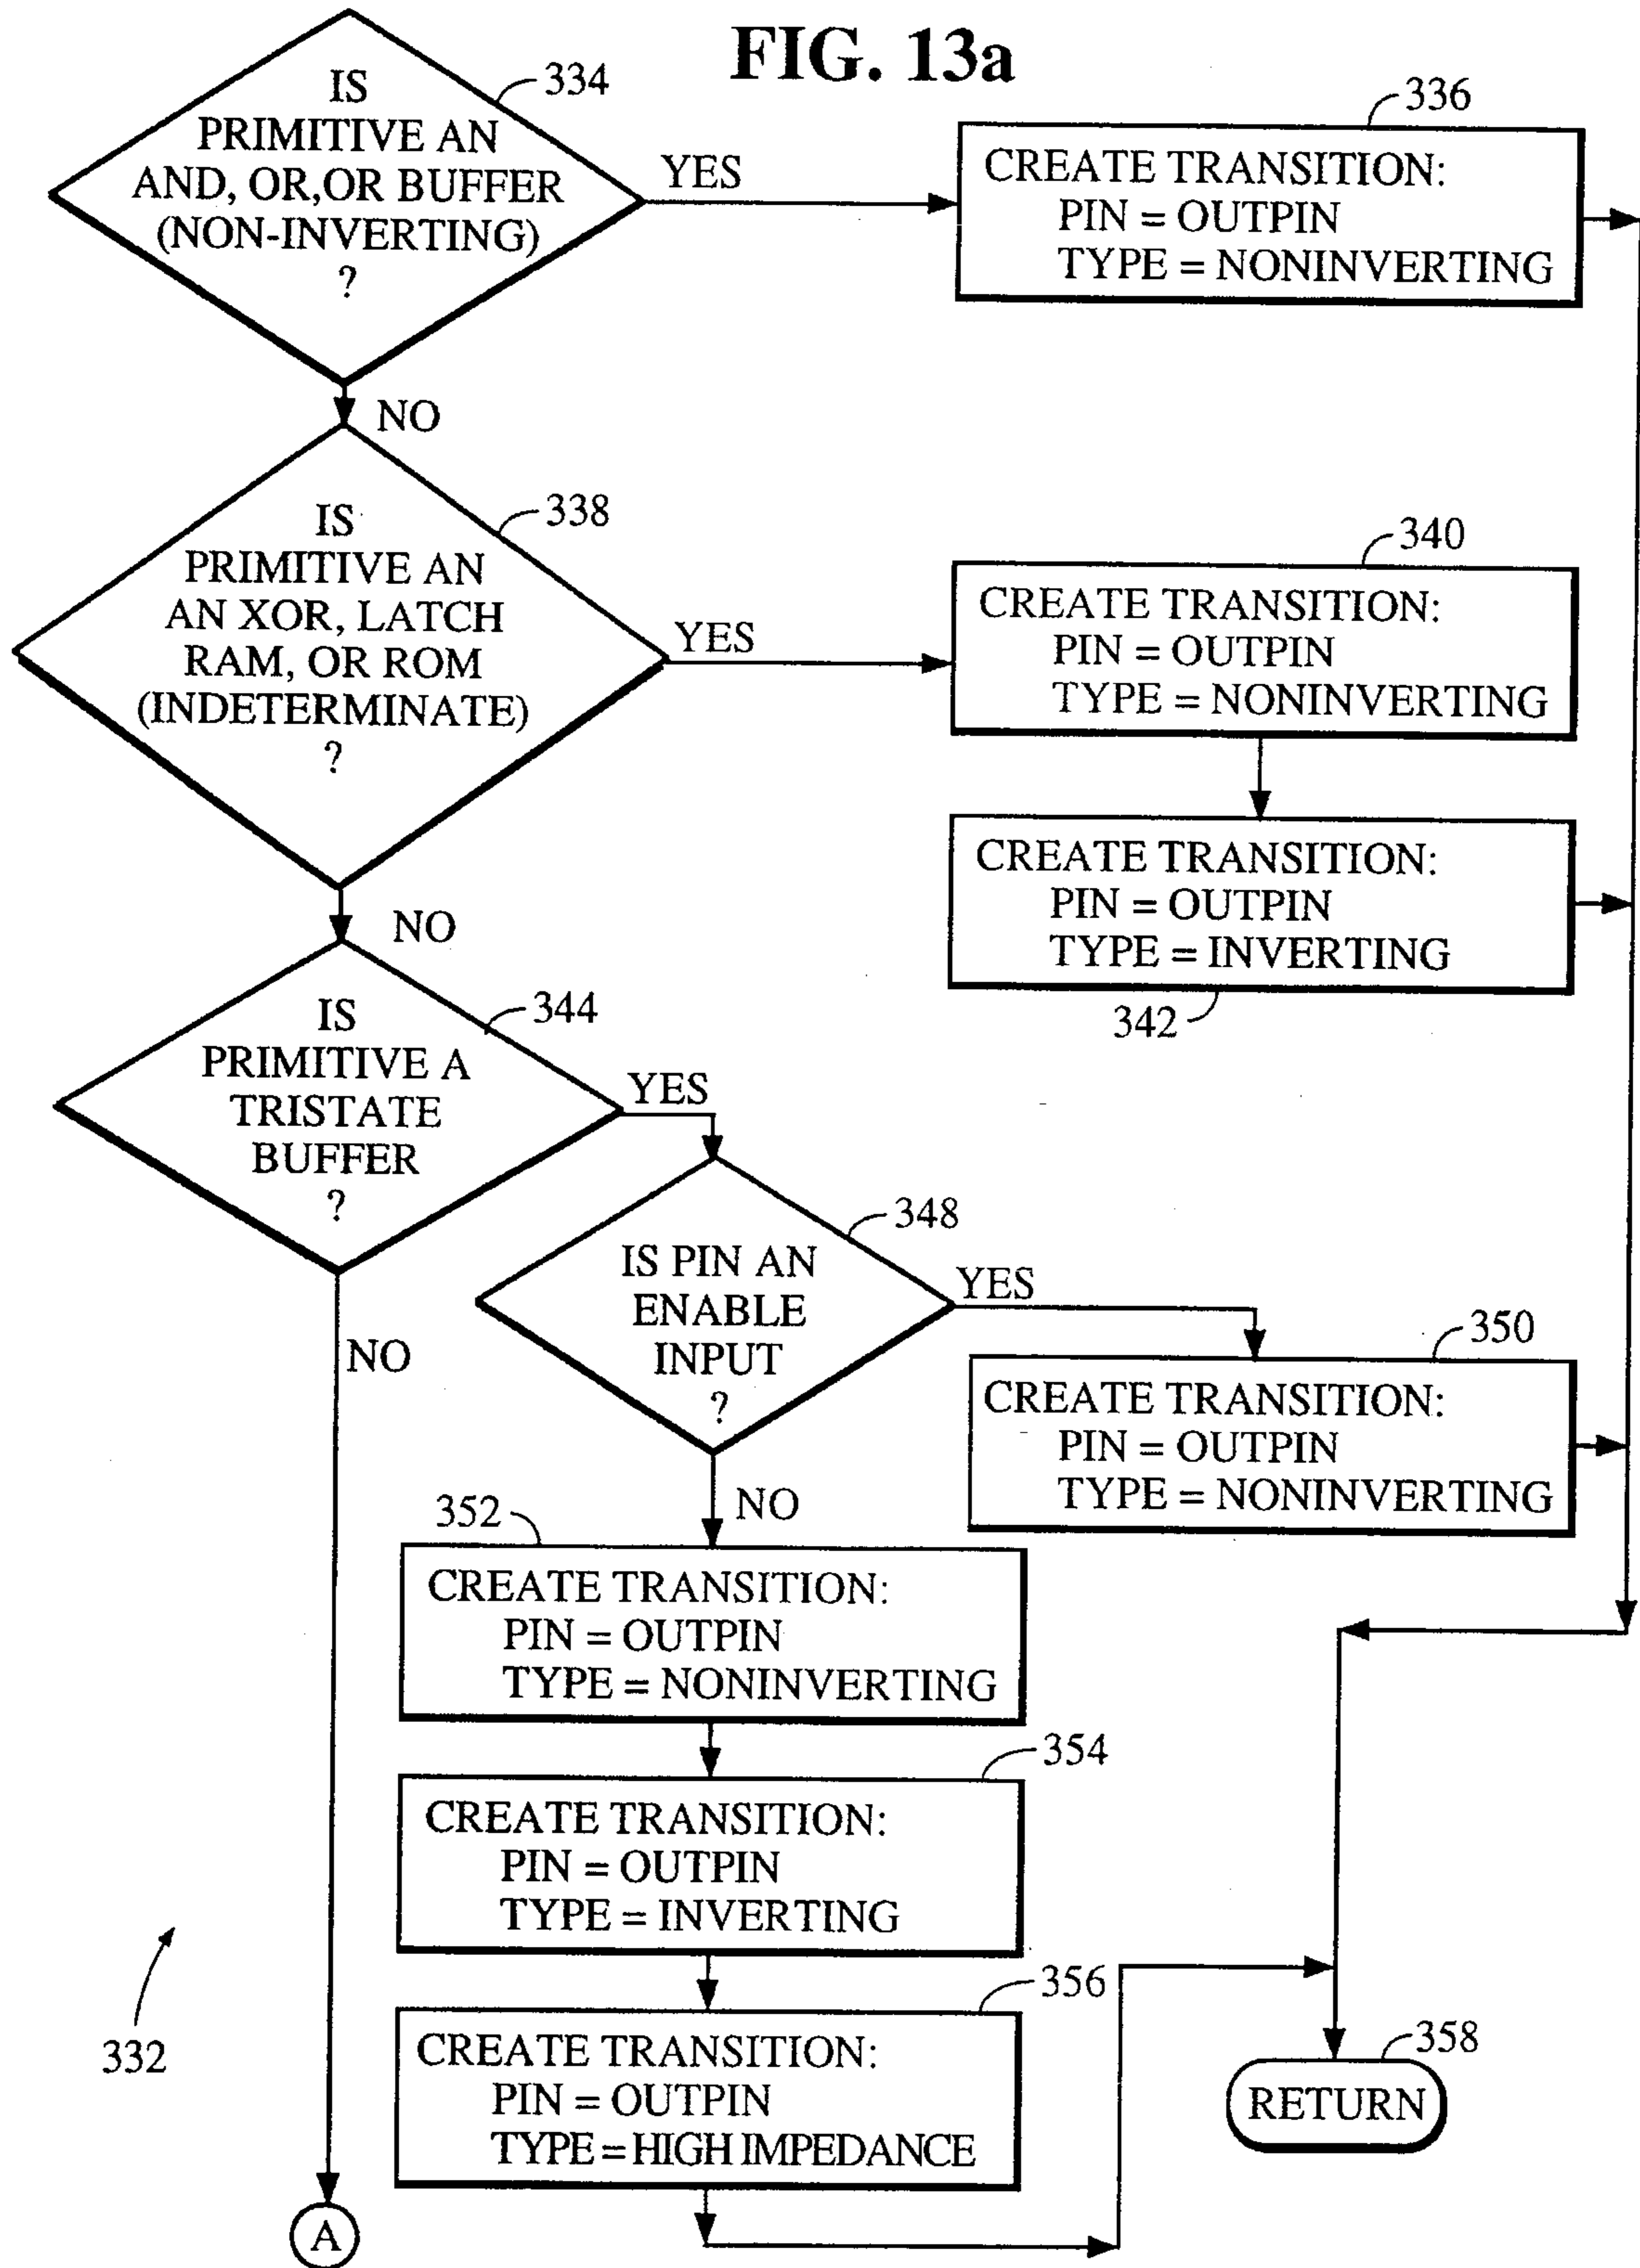 FIG. 13a
334
IS
PRIMITIVE AN
AND, OR,OR BUFFER
(NON-INVERTING)
?
YES
336
CREATE TRANSITION:
PIN = OUTPIN
TYPE = NONINVERTING
NO
338
IS
PRIMITIVE AN
AN XOR, LATCH
RAM, OR ROM
(INDETERMINATE)
?
YES
340
CREATE TRANSITION:
PIN = OUTPIN
TYPE = NONINVERTING
CREATE TRANSITION:
PIN = OUTPIN
TYPE = INVERTING
342
NO
344
IS
PRIMITIVE A
TRISTATE
BUFFER
?
YES
348
IS PIN AN
ENABLE
INPUT
?
YES
350
CREATE TRANSITION:
PIN = OUTPIN
TYPE = NONINVERTING
NO
NO
352
CREATE TRANSITION:
PIN = OUTPIN
TYPE = NONINVERTING
354
CREATE TRANSITION:
PIN = OUTPIN
TYPE = INVERTING
356
CREATE TRANSITION:
PIN = OUTPIN
TYPE = HIGH IMPEDANCE
358
RETURN
332
A